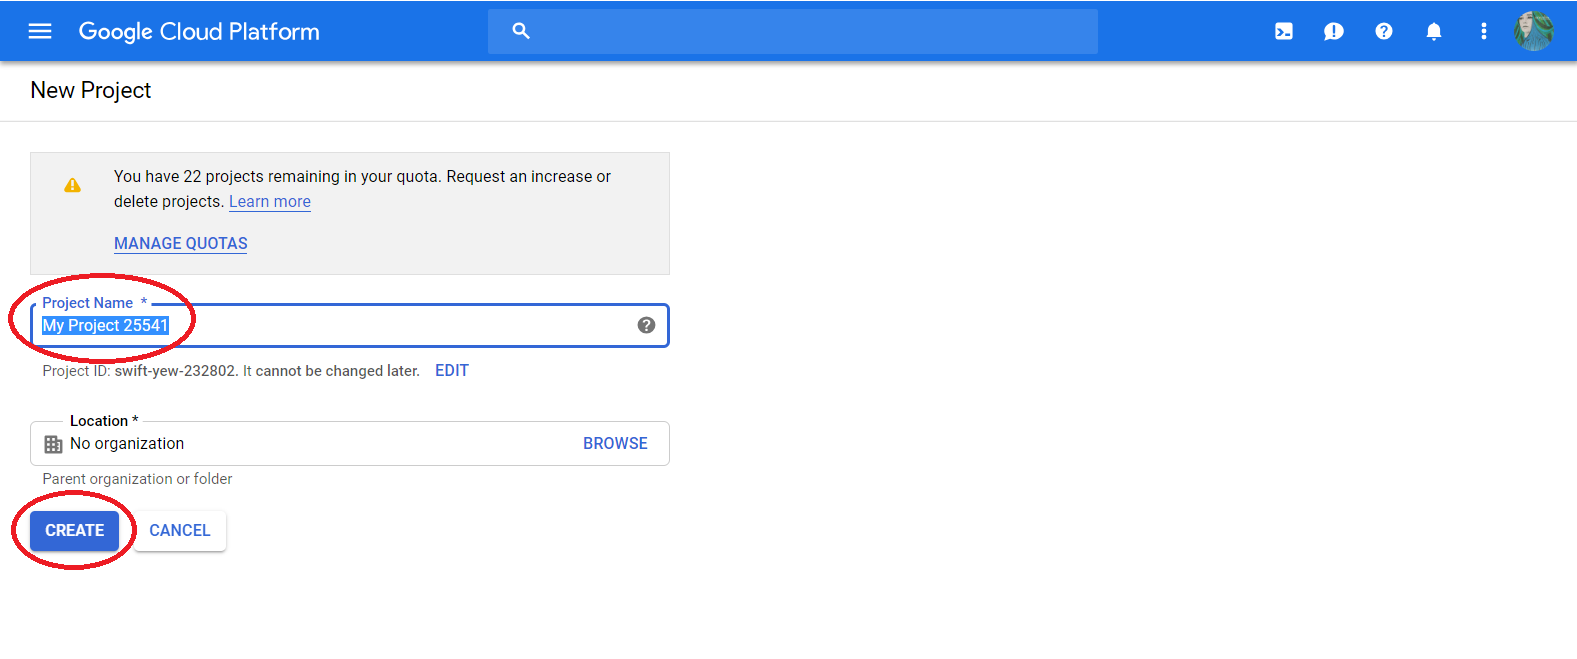 Google Cloud Platform
New Project
You have 22 projects remaining in your quota. Request an increase or
delete projects. Learn more
MANAGE QUOTAS
Project Name *
My Project 25541
Project ID: swift-yew-232802. It cannot be changed later. EDIT
Location *
No organization BROWSE
Parent organization or folder
CREATE CANCEL